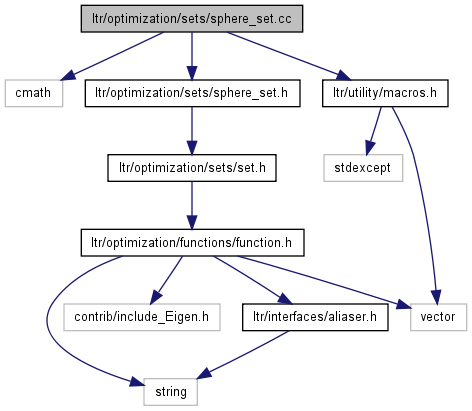 ltr/optimization/sets/sphere_set.cc
cmath
ltr/optimization/sets/sphere_set.h
ltr/utility/macros.h
ltr/optimization/sets/set.h
stdexcept
ltr/optimization/functions/function.h
contrib/include_Eigen.h
ltr/interfaces/aliaser.h
vector
string